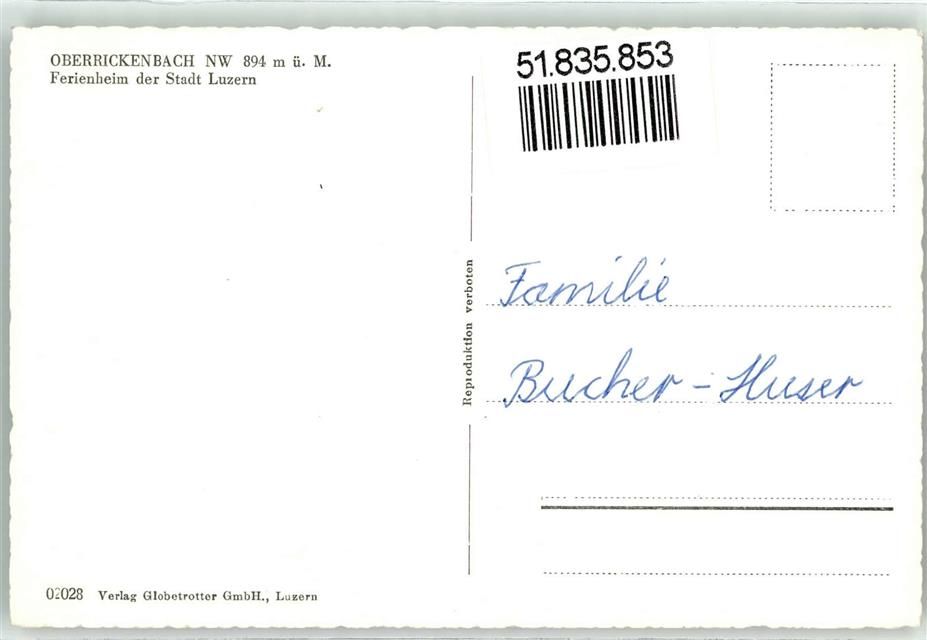 OBERRICKENBACH NW 894 m ü. M.
Ferienheim der Stadt Luzern
51.835.853
Reproduktion verboten
Familie
Bucher - Huser
02028 Verlag Globetrotter GmbH., Luzern